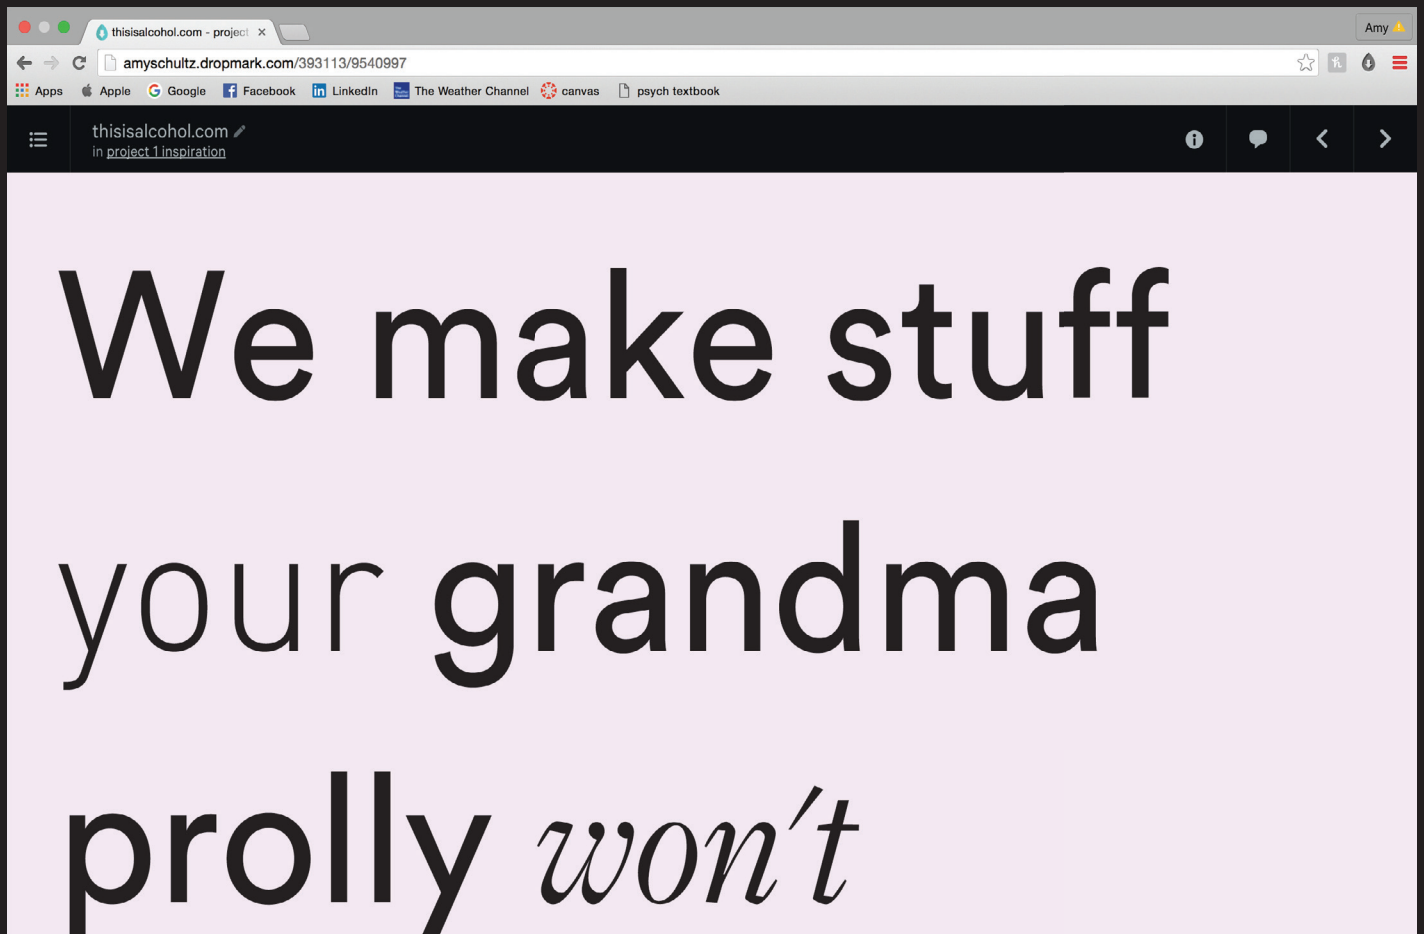 thisisalcohol.com - project
Amy
amyschultz.dropmark.com/393113/9540997
Apps Apple Google Facebook LinkedIn The Weather Channel canvas psych textbook
thisisalcohol.com
in project 1 inspiration
We make stuff
your grandma
prolly won't